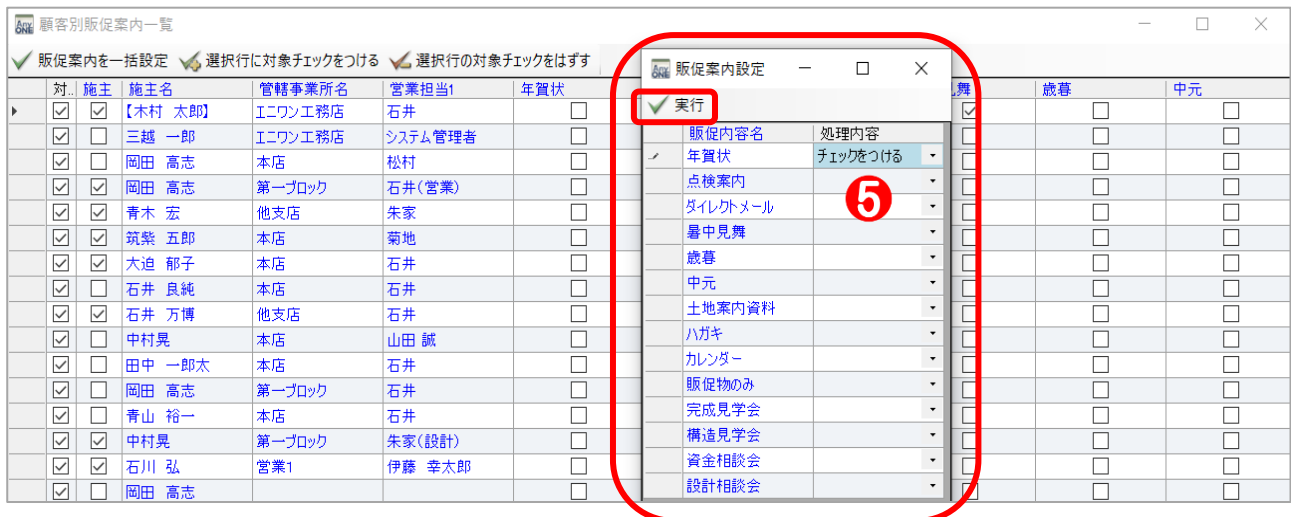 AnyONE 顧客別販促案内一覧
販促案内を一括設定 選択行に対象チェックをつける 選択行の対象チェックをはずす
対.. 施主 施主名 管轄事業所名 営業担当1 年賀状 舞 歳暮 中元
【木村 太郎】 エニワン工務店 石井
三越 一郎 エニワン工務店 システム管理者
岡田 高志 本店 松村
岡田 高志 第一ブロック 石井(営業)
青木 宏 他支店 朱家
筑紫 五郎 本店 菊地
大迫 郁子 本店 石井
石井 良純 本店 石井
石井 万博 他支店 石井
中村晃 本店 山田 誠
田中 一郎太 本店 石井
岡田 高志 第一ブロック 石井
青山 裕一 本店 石井
中村晃 第一ブロック 朱家(設計)
石川 弘 営業1 伊藤 幸太郎
岡田 高志
AnyONE 販促案内設定
実行
販促内容名 処理内容
年賀状 チェックをつける
点検案内
ダイレクトメール
暑中見舞
歳暮
中元
土地案内資料
ハガキ
カレンダー
販促物のみ
完成見学会
構造見学会
資金相談会
設計相談会
❺